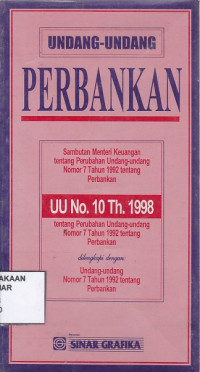 UNDANG-UNDANG
PERBANKAN
Sambutan Menteri Keuangan
tentang Perubahan Undang-undang
Nomor 7 Tahun 1992 tentang
Perbankan
UU No. 10 Th. 1998
tentang Perubahan Undang-undang
Nomor 7 Tahun 1992 tentang
Perbankan
dilengkapi dengan:
Undang-undang
Nomor 7 Tahun 1992 tentang
Perbankan
AKAAN
AR
SINAR GRAFIKA